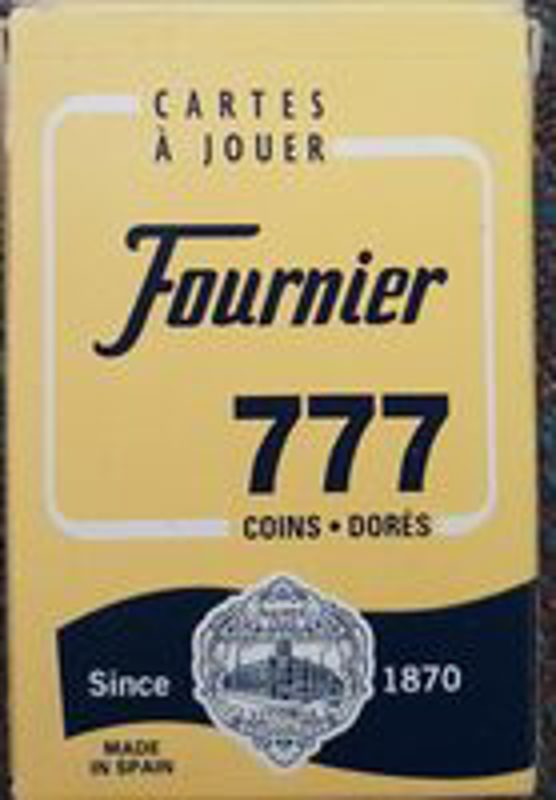 CARTES
À JOUER
Fournier
777
COINS • DORÉS
Since 1870
MADE
IN SPAIN